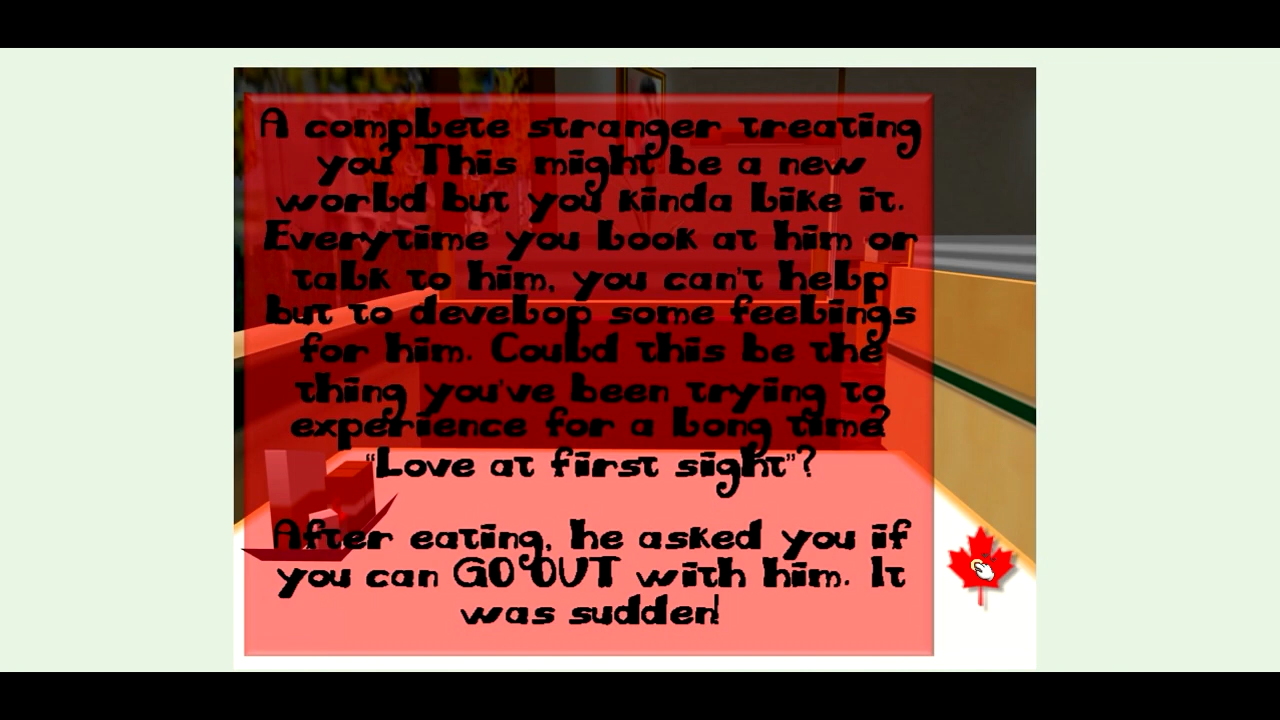 A complete stranger treating
you? This might be a new
world but you kinda like it.
Everytime you look at him or
talk to him, you can't help
but to develop some feelings
for him. Could this be the
thing you've been trying to
experience for a long time?
“Love at first sight”?
After eating, he asked you if
you can GO OUT with him. It
was sudden!